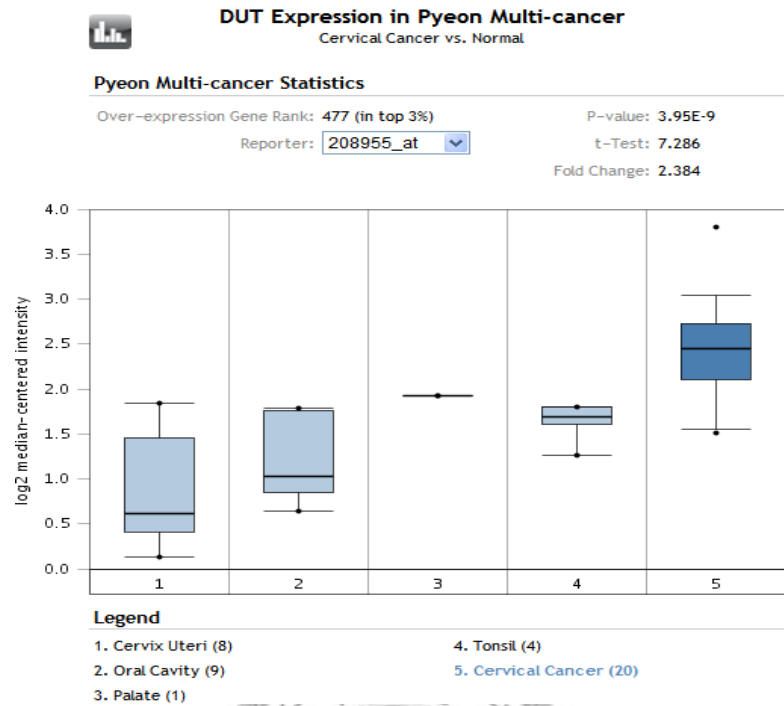 DUT Expression in Pyeon Multi-cancer
Cervical Cancer vs. Normal
Pyeon Multi-cancer Statistics
Over-expression Gene Rank: 477 (in top 3%) P-value: 3.95E-9
Reporter: 208955_at t-Test: 7.286
Fold Change: 2.384
log2 median-centered intensity
4.0
3.5
3.0
2.5
2.0
1.5
1.0
0.5
0.0
1 2 3 4 5
Legend
1. Cervix Uteri (8) 4. Tonsil (4)
2. Oral Cavity (9) 5. Cervical Cancer (20)
3. Palate (1)